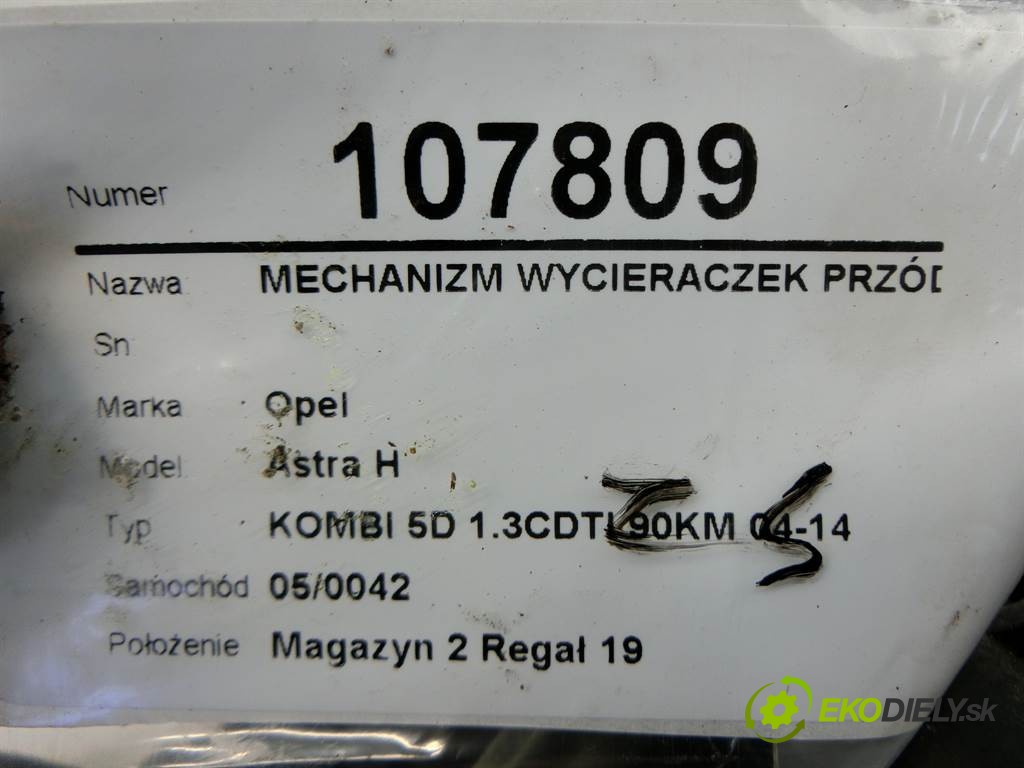 Numer 107809
Nazwa MECHANIZM WYCIERACZEK PRZÓD
Sn
Marka Opel
Model Astra H
Typ KOMBI 5D 1.3CDTI 90KM 04-14
Samochód 05/0042
Położenie Magazyn 2 Regał 19
EKODIELY.sk